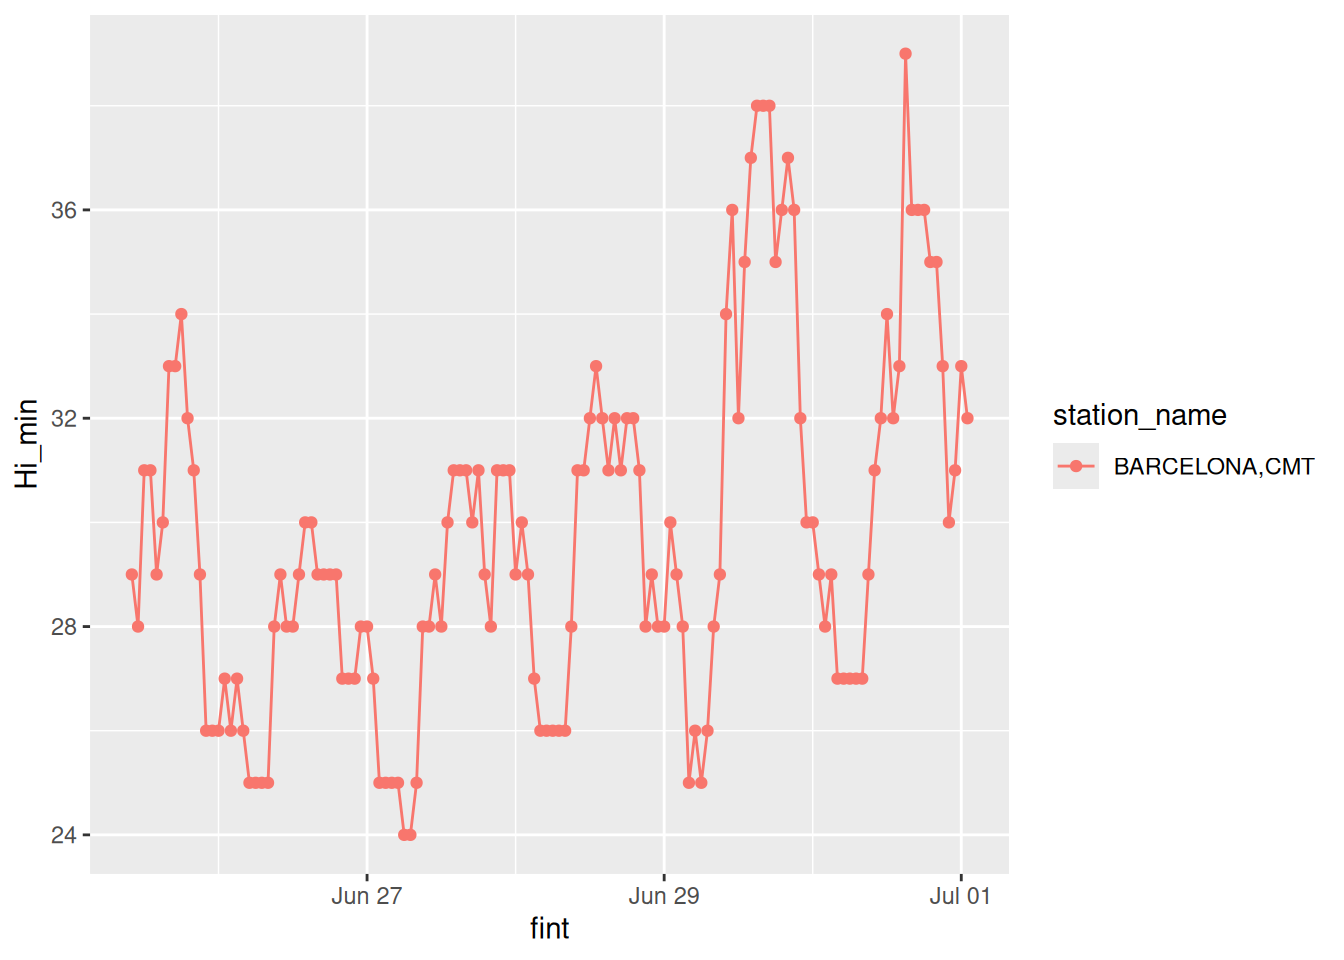 Hi_min
36
32
28
24
Jun 27
Jun 29
Jul 01
fint
station_name
BARCELONA,CMT